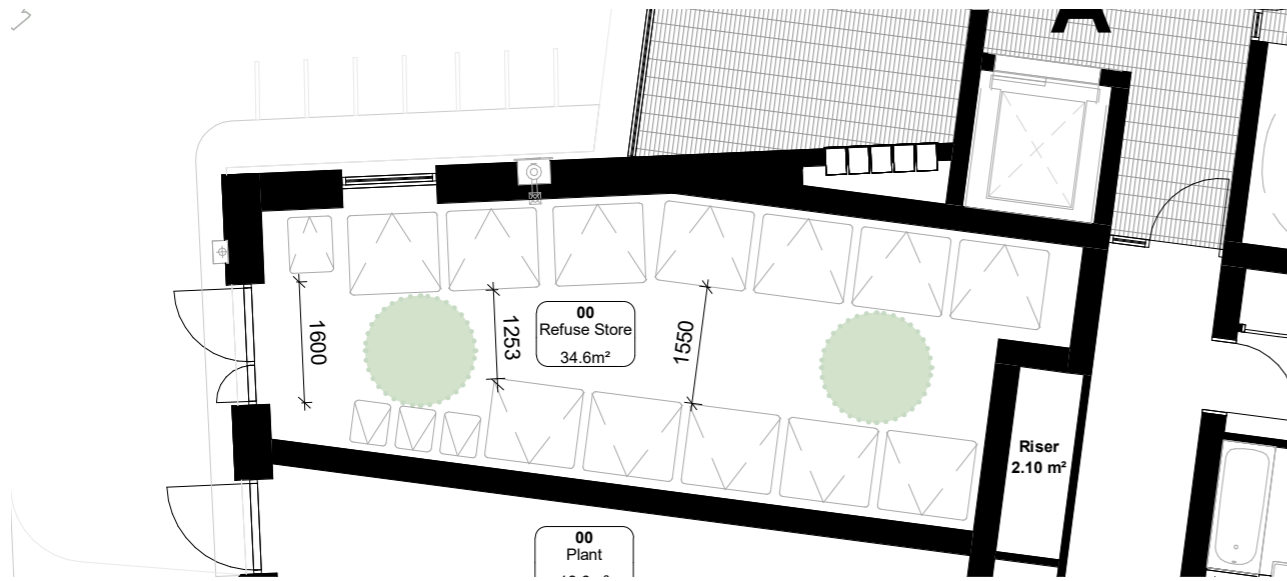 A
1600
1253
00
Refuse Store
34.6m²
1550
Riser
2.10 m²
00
Plant